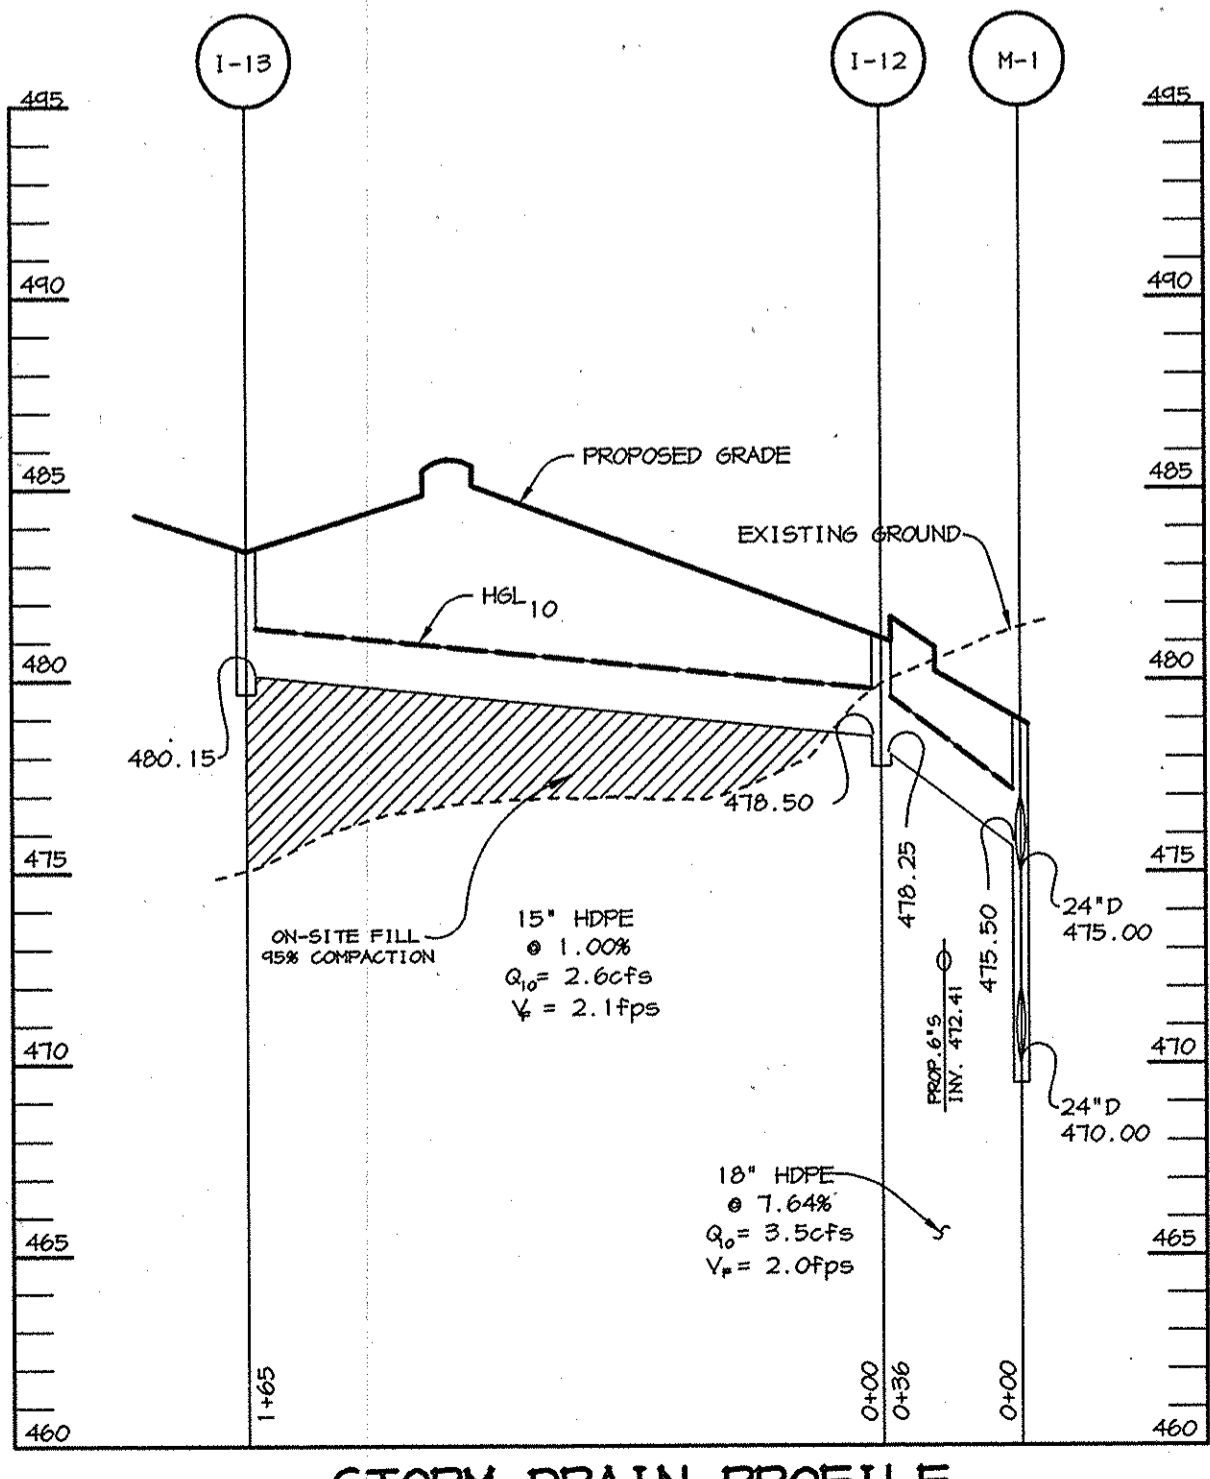 I-13
I-12
M-1
495
495
490
490
PROPOSED GRADE
485
485
EXISTING GROUND
HGL10
480
480
480.15
478.50
478.25
475
475
475.50
24"D
475.00
15" HDPE
@ 1.00%
Q10= 2.6cfs
VF = 2.1fps
ON-SITE FILL
95% COMPACTION
PROP.6"S
INV. 472.41
470
470
24"D
470.00
18" HDPE
@ 7.64%
Q10= 3.5cfs
VF= 2.0fps
465
465
1+65
0+00
0+36
0+00
460
460
STORM DRAIN PROFILE